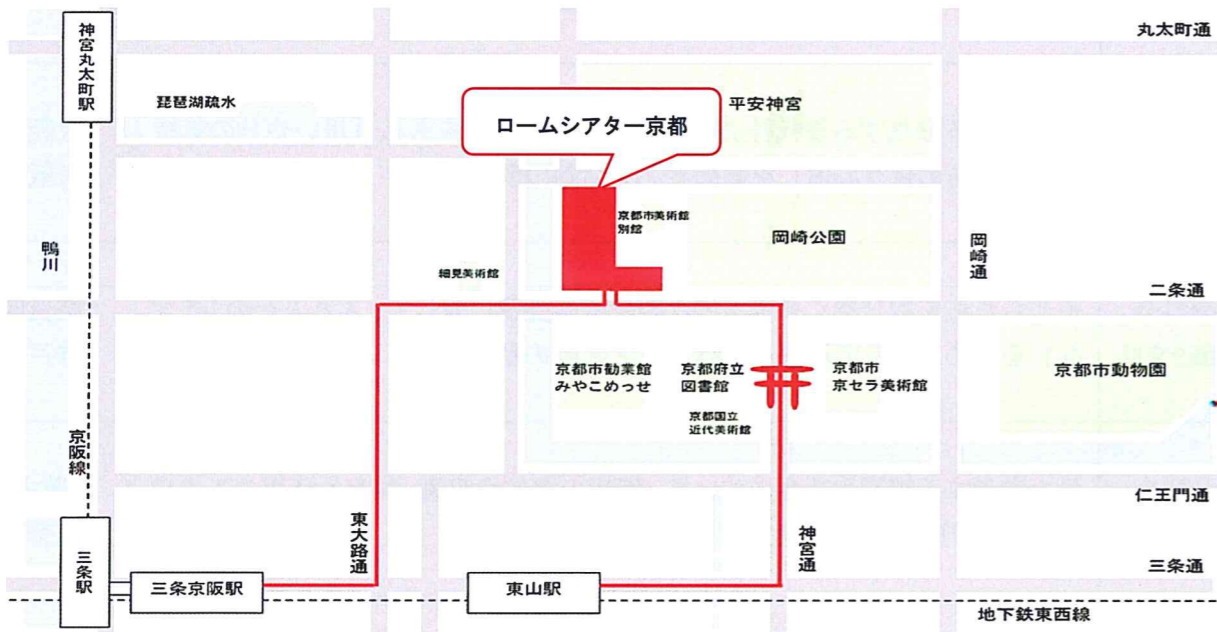 丸太町通
神宮丸太町駅
琵琶湖疏水
平安神宮
ロームシアター京都
京都市美術館
別館
岡崎公園
岡崎通
鴨川
細見美術館
二条通
京都市勧業館
みやこめっせ
京都府立
図書館
京都市
京セラ美術館
京都市動物園
京都国立
近代美術館
京阪線
仁王門通
東大路通
神宮通
三条駅
三条京阪駅
東山駅
三条通
地下鉄東西線